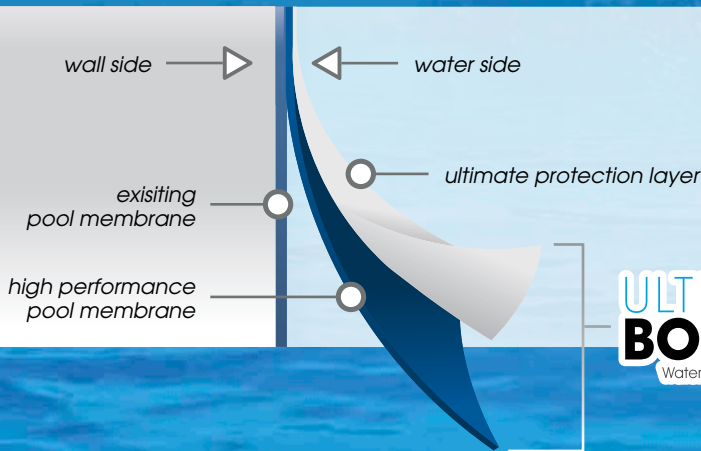 wall side
water side
ultimate protection layer
exisiting
pool membrane
high performance
pool membrane
ULT
BO
Water